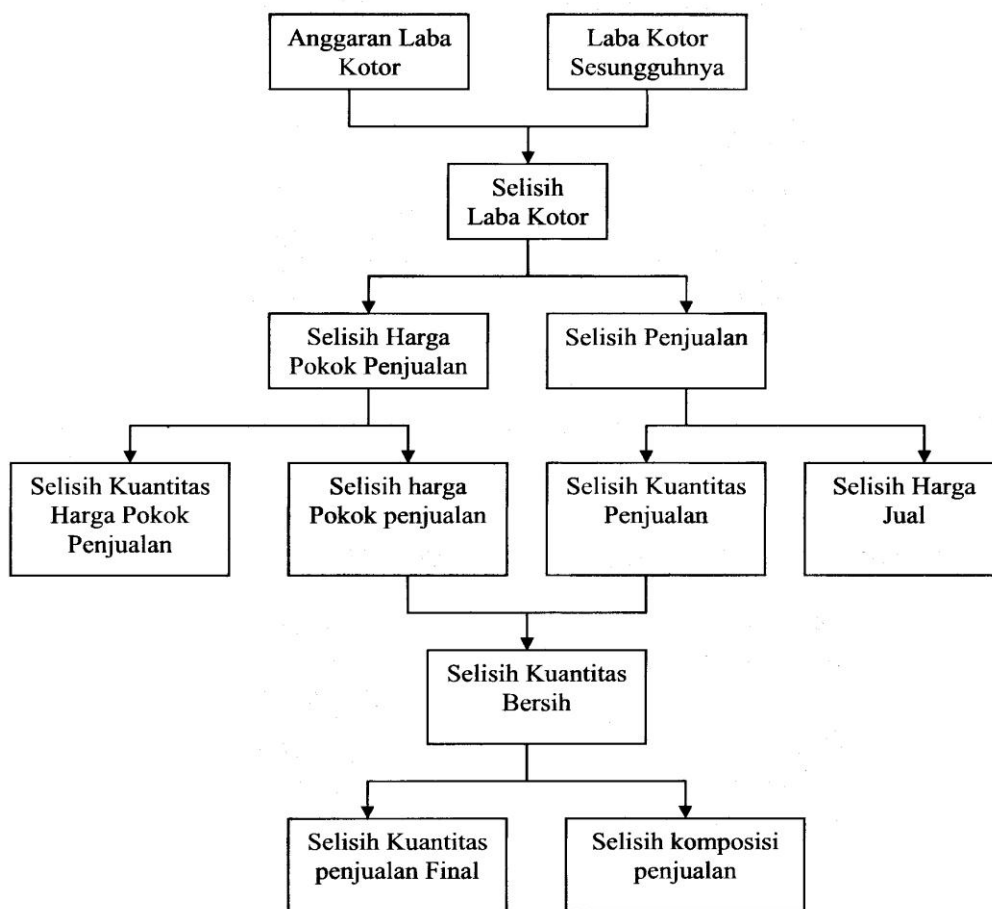 Anggaran Laba
Kotor
Laba Kotor
Sesungguhnya
Selisih
Laba Kotor
Selisih Harga
Pokok Penjualan
Selisih Penjualan
Selisih Kuantitas
Harga Pokok
Penjualan
Selisih harga
Pokok penjualan
Selisih Kuantitas
Penjualan
Selisih Harga
Jual
Selisih Kuantitas
Bersih
Selisih Kuantitas
penjualan Final
Selisih komposisi
penjualan